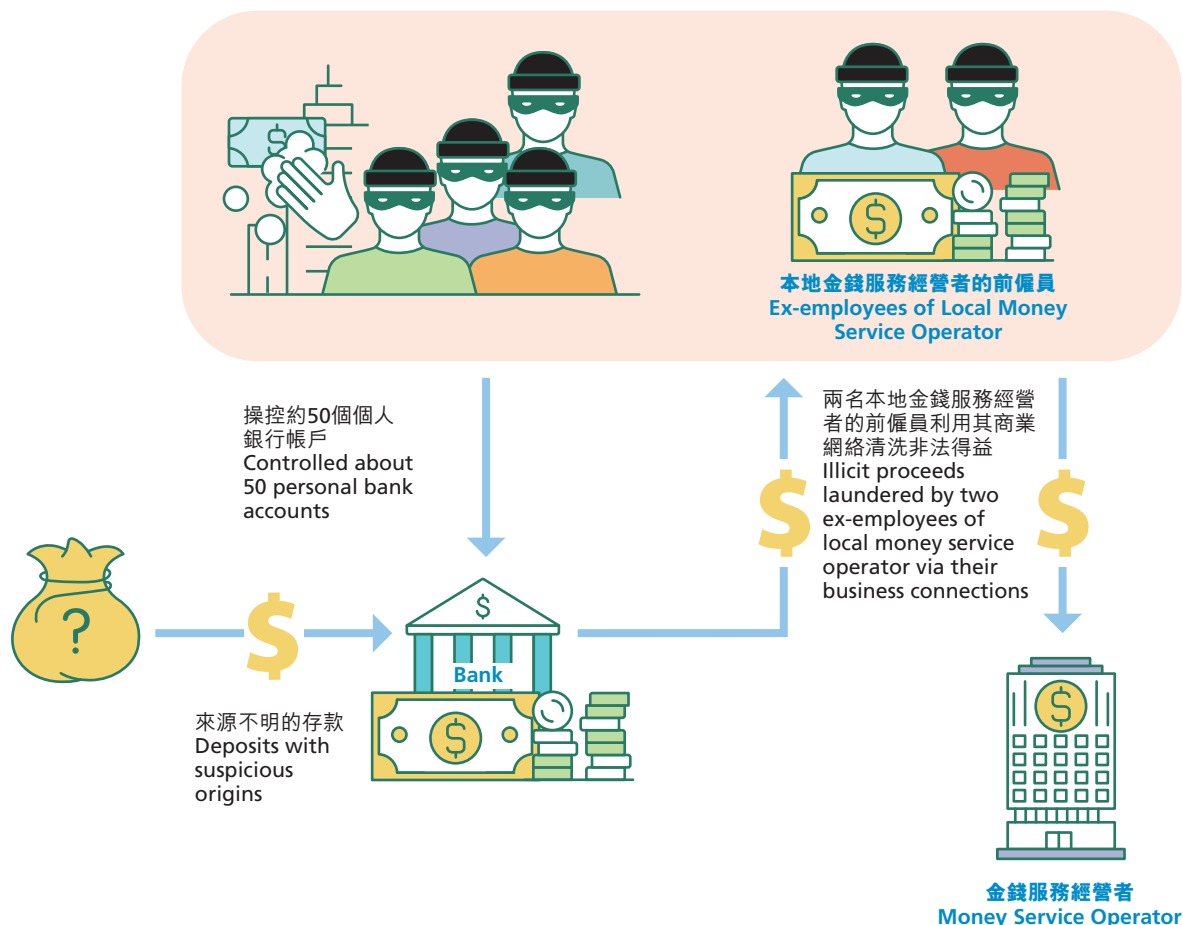 本地金錢服務經營者的前僱員
Ex-employees of Local Money
Service Operator
操控約50個個人
銀行帳戶
Controlled about
50 personal bank
accounts
兩名本地金錢服務經營
者的前僱員利用其商業
網絡清洗非法得益
Illicit proceeds
laundered by two
ex-employees of
local money service
operator via their
business connections
$
$
$
?
$
Bank
$
來源不明的存款
Deposits with
suspicious
origins
$
金錢服務經營者
Money Service Operator